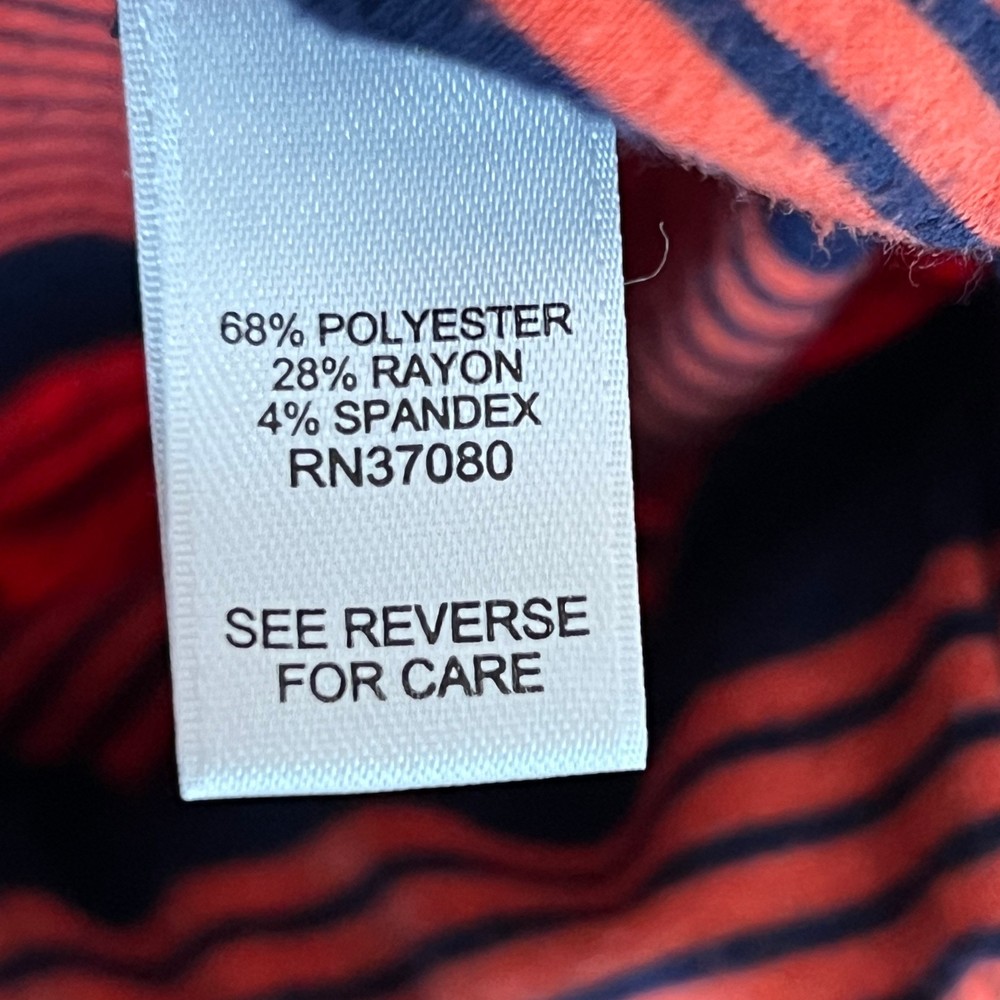 68% POLYESTER
28% RAYON
4% SPANDEX
RN37080
SEE REVERSE
FOR CARE